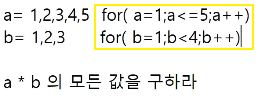 a= 1,2,3,4,5 for( a=1;a<=5;a++)
b= 1,2,3 for( b=1;b<4;b++)
a * b 의 모든 값을 구하라